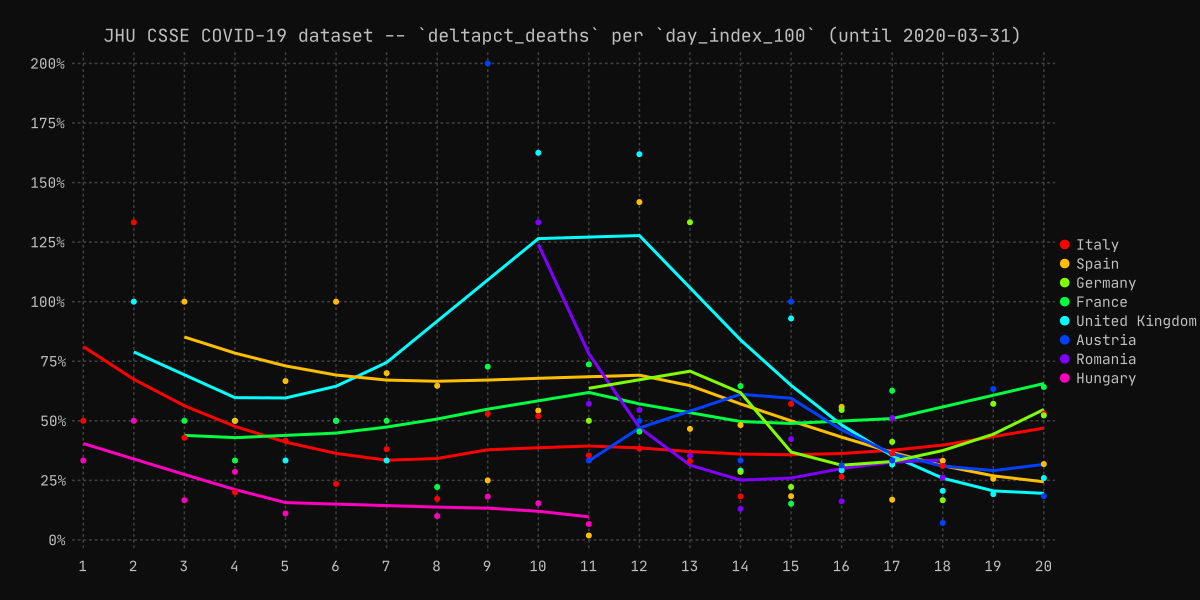 JHU CSSE COVID-19 dataset -- `deltapct_deaths` per `day_index_100` (until 2020-03-31)
200%
175%
150%
125%
100%
75%
50%
25%
0%
1 2 3 4 5 6 7 8 9 10 11 12 13 14 15 16 17 18 19 20
Italy
Spain
Germany
France
United Kingdom
Austria
Romania
Hungary